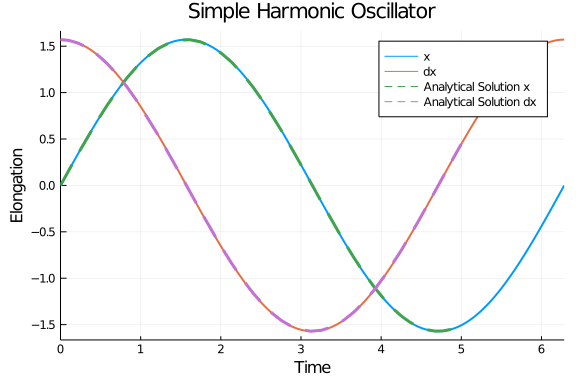 Simple Harmonic Oscillator
x
dx
Analytical Solution x
Analytical Solution dx
Elongation
1.5
1.0
0.5
0.0
−0.5
−1.0
−1.5
0 1 2 3 4 5 6
Time